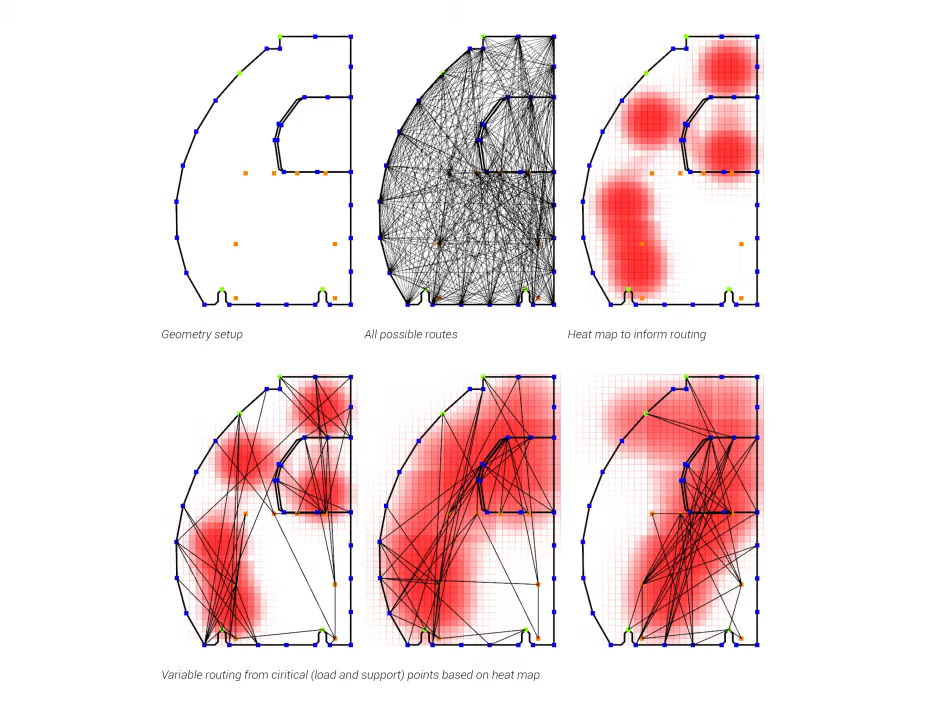 Geometry setup
All possible routes
Heat map to inform routing
Variable routing from ciritical (load and support) points based on heat map